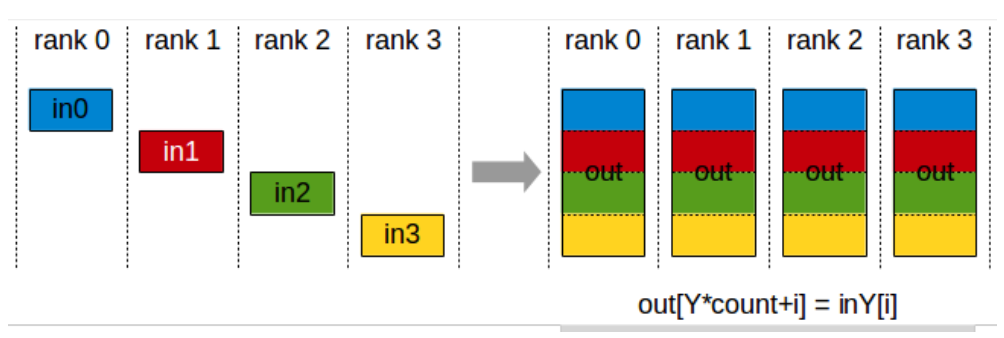 rank 0 rank 1 rank 2 rank 3 rank 0 rank 1 rank 2 rank 3
in0
in1
out out out out
in2
in3
out[Y*count+i] = inY[i]